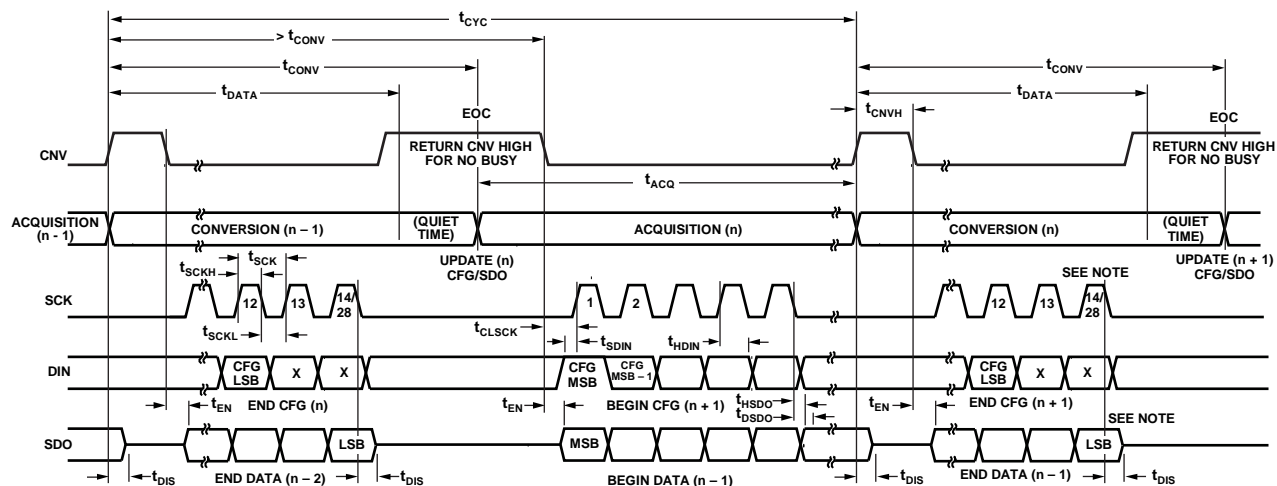 tCYC
> tCONV
tCONV
tCONV
tDATA
tDATA
tCNVH
EOC
EOC
CNV
RETURN CNV HIGH
FOR NO BUSY
RETURN CNV HIGH
FOR NO BUSY
tACQ
ACQUISITION
(n - 1)
CONVERSION (n – 1)
(QUIET
TIME)
ACQUISITION (n)
CONVERSION (n)
(QUIET
TIME)
UPDATE (n)
CFG/SDO
UPDATE (n + 1)
CFG/SDO
tSCK
tSCKH
SEE NOTE
SCK
12
13
14/
28
1
2
12
13
14/
28
tSCKL
tCLSCK
tSDIN
tHDIN
DIN
CFG
LSB
X
X
CFG
MSB
CFG
MSB – 1
CFG
LSB
X
X
tEN
END CFG (n)
tEN
BEGIN CFG (n + 1)
tHSDO
tDSDO
tEN
END CFG (n + 1)
SEE NOTE
SDO
LSB
MSB
LSB
tDIS
END DATA (n – 2)
tDIS
BEGIN DATA (n – 1)
tDIS
END DATA (n – 1)
tDIS